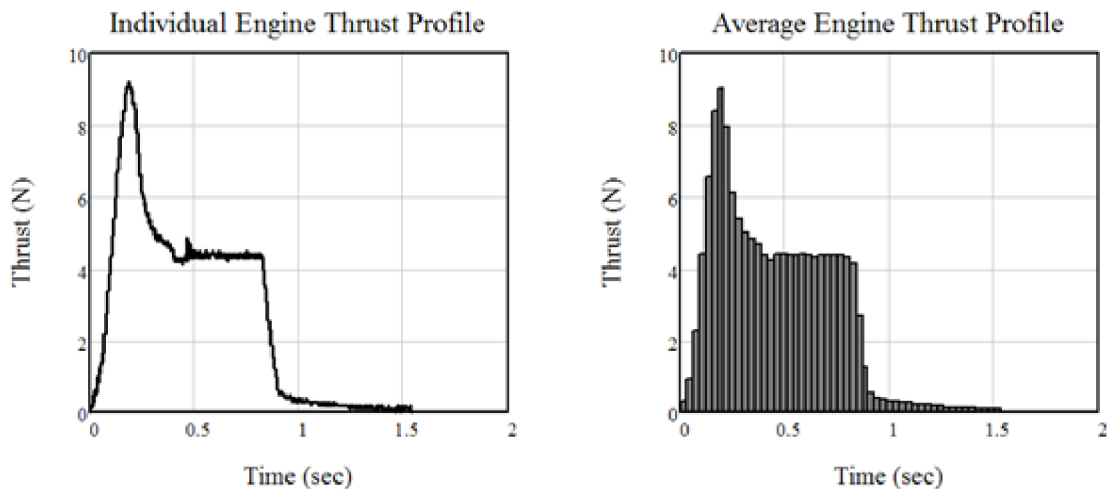 Individual Engine Thrust Profile
10
8
6
4
2
0
Thrust (N)
0 0.5 1 1.5 2
Time (sec)
Average Engine Thrust Profile
10
8
6
4
2
0
Thrust (N)
0 0.5 1 1.5 2
Time (sec)